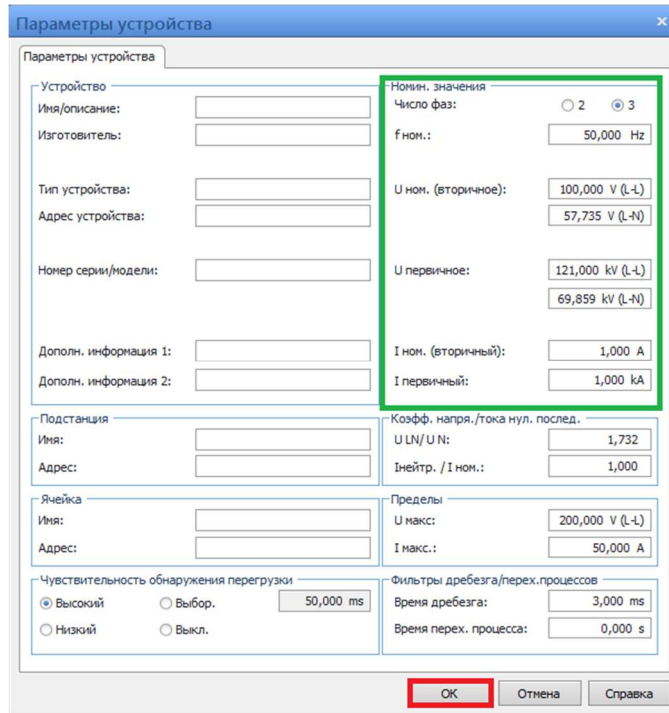 Параметры устройства
Параметры устройства
Устройство
Имя/описание:
Изготовитель:
Тип устройства:
Адрес устройства:
Номер серии/модели:
Дополн. информация 1:
Дополн. информация 2:
Номин. значения
Число фаз: 2 3
f ном.: 50,000 Hz
U ном. (вторичное): 100,000 V (L-L)
57,735 V (L-N)
U первичное: 121,000 kV (L-L)
69,859 kV (L-N)
I ном. (вторичный): 1,000 A
I первичный: 1,000 kA
Подстанция
Имя:
Адрес:
Коэфф. напря./тока нул. послед.
U LN/ U N: 1,732
Iнейтр. / I ном.: 1,000
Ячейка
Имя:
Адрес:
Пределы
U макс: 200,000 V (L-L)
I макс.: 50,000 A
Чувствительность обнаружения перегрузки
Высокий Выбор. 50,000 ms
Низкий Выкл.
Фильтры дребезга/перех.процессов
Время дребезга: 3,000 ms
Время перех. процесса: 0,000 s
OK Отмена Справка